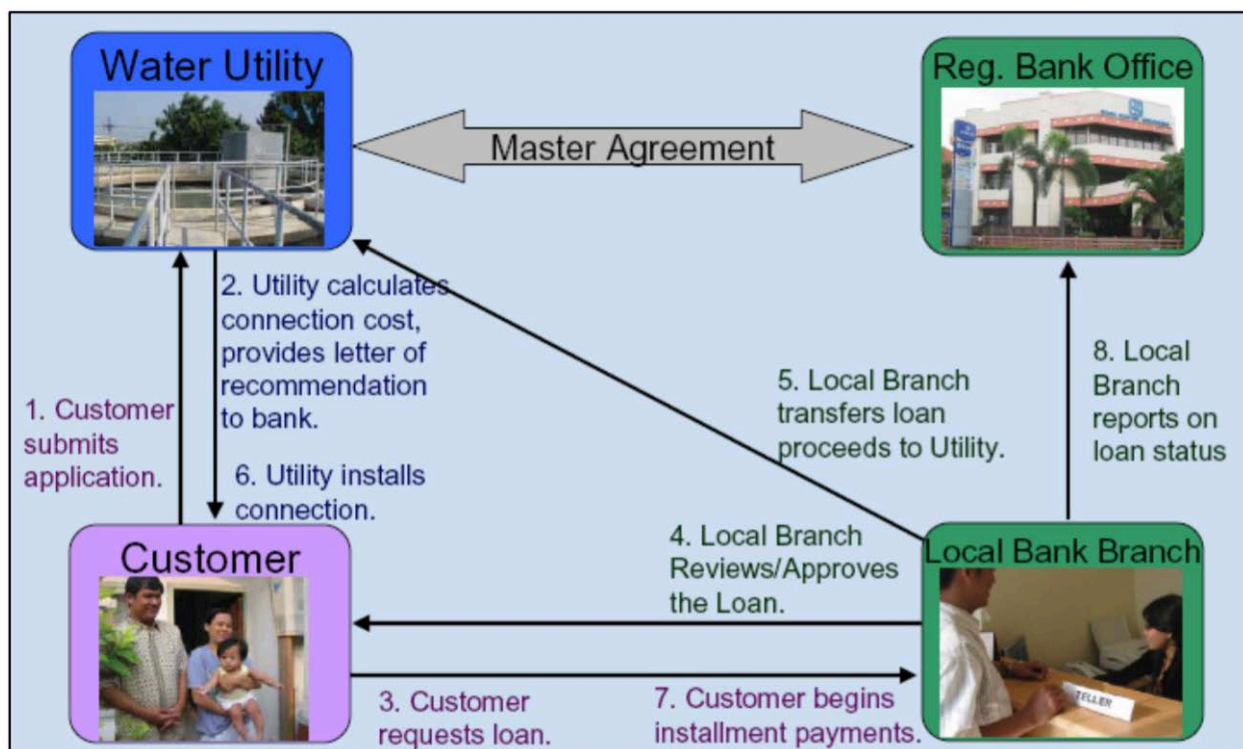 Water Utility
Reg. Bank Office
Master Agreement
2. Utility calculates
connection cost,
provides letter of
recommendation
to bank.
1. Customer
submits
application.
6. Utility installs
connection.
5. Local Branch
transfers loan
proceeds to Utility.
8. Local
Branch
reports on
loan status
Customer
4. Local Branch
Reviews/Approves
the Loan.
Local Bank Branch
TELLER
3. Customer
requests loan.
7. Customer begins
installment payments.